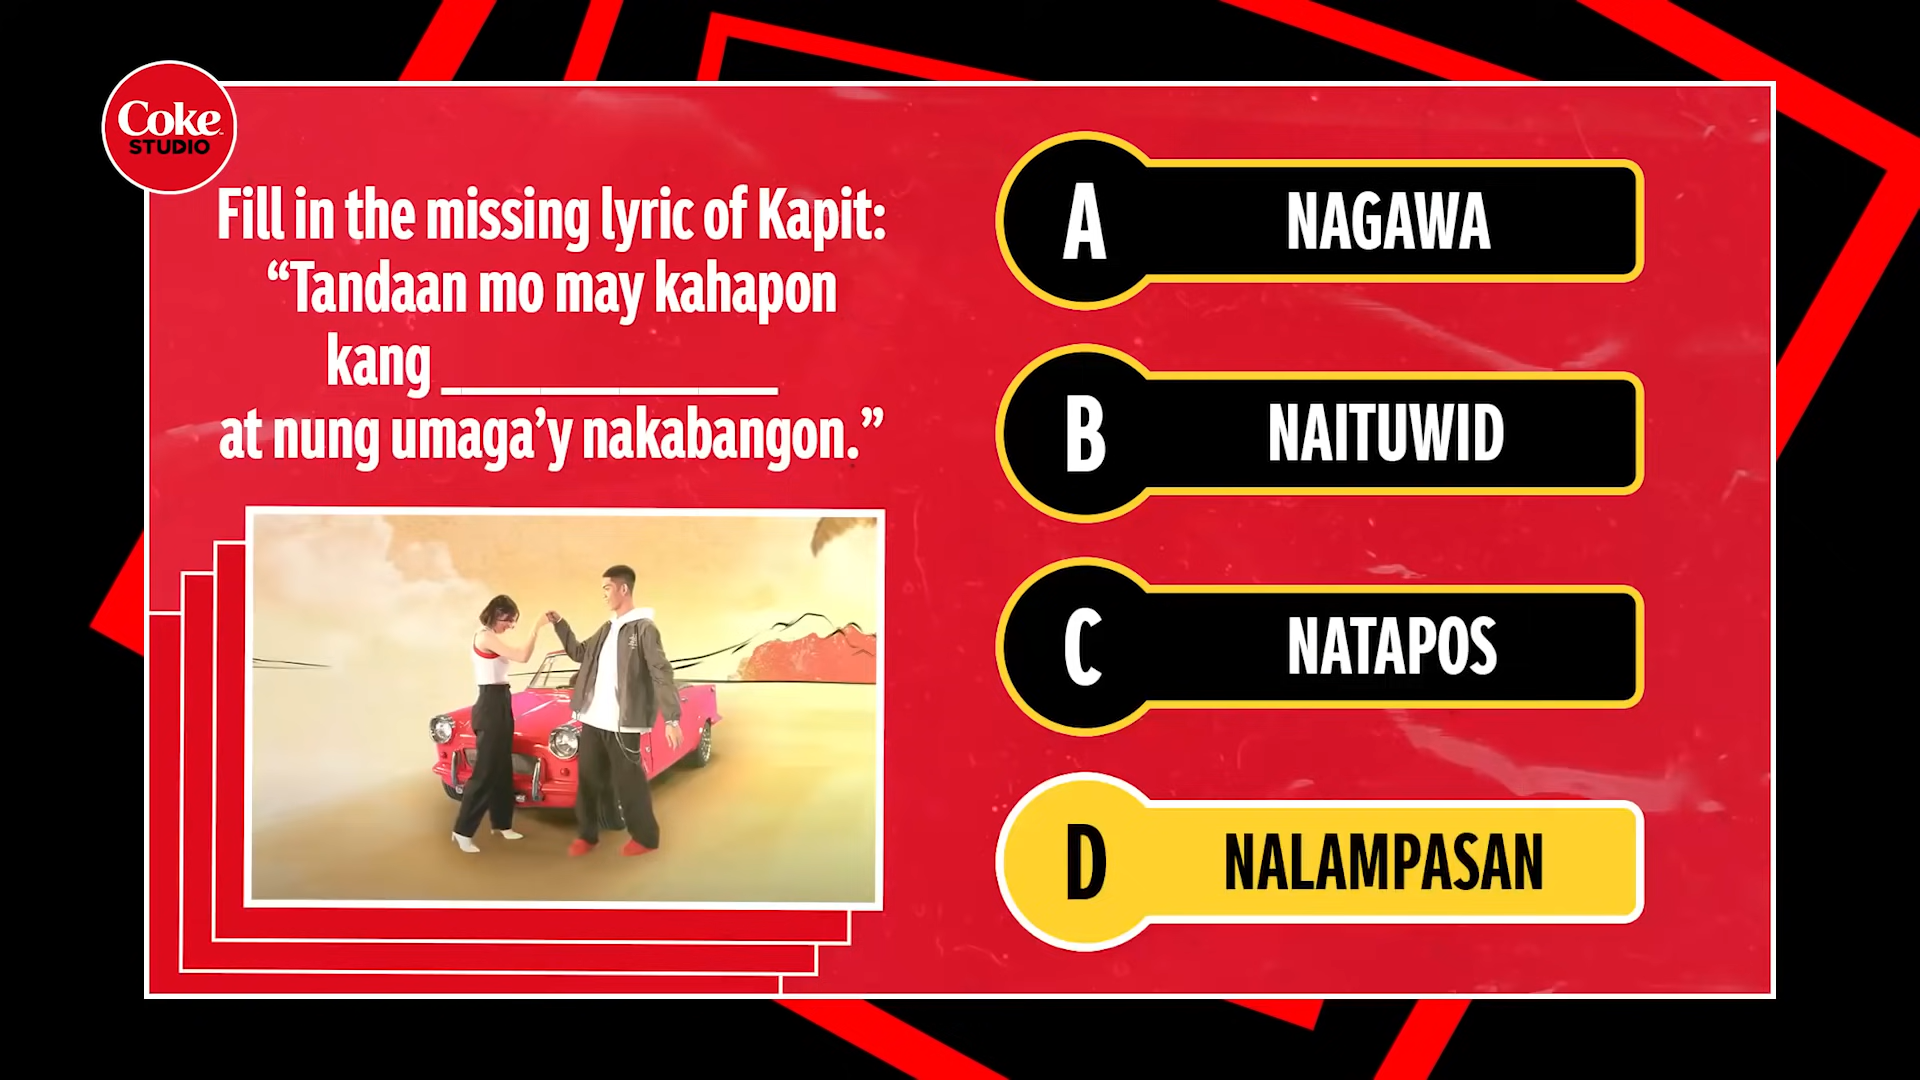 Coke
STUDIO
Fill in the missing lyric of Kapit:
“Tandaan mo may kahapon
kang ______________
at nung umaga’y nakabangon.”
A
NAGAWA
B
NAITUWID
C
NATAPOS
D
NALAMPASAN